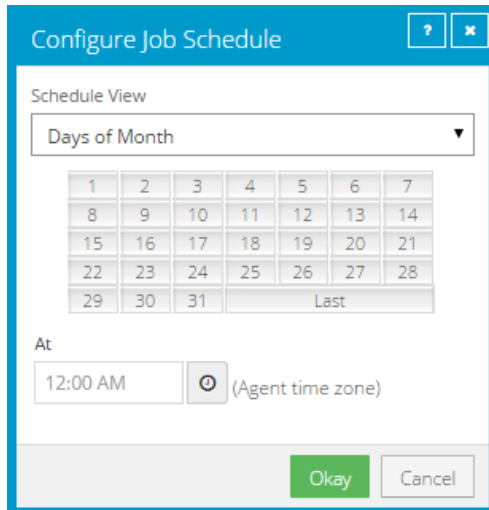 Configure Job Schedule ? ×
Schedule View
Days of Month
1 2 3 4 5 6 7
8 9 10 11 12 13 14
15 16 17 18 19 20 21
22 23 24 25 26 27 28
29 30 31 Last
At
12:00 AM (Agent time zone)
Okay Cancel